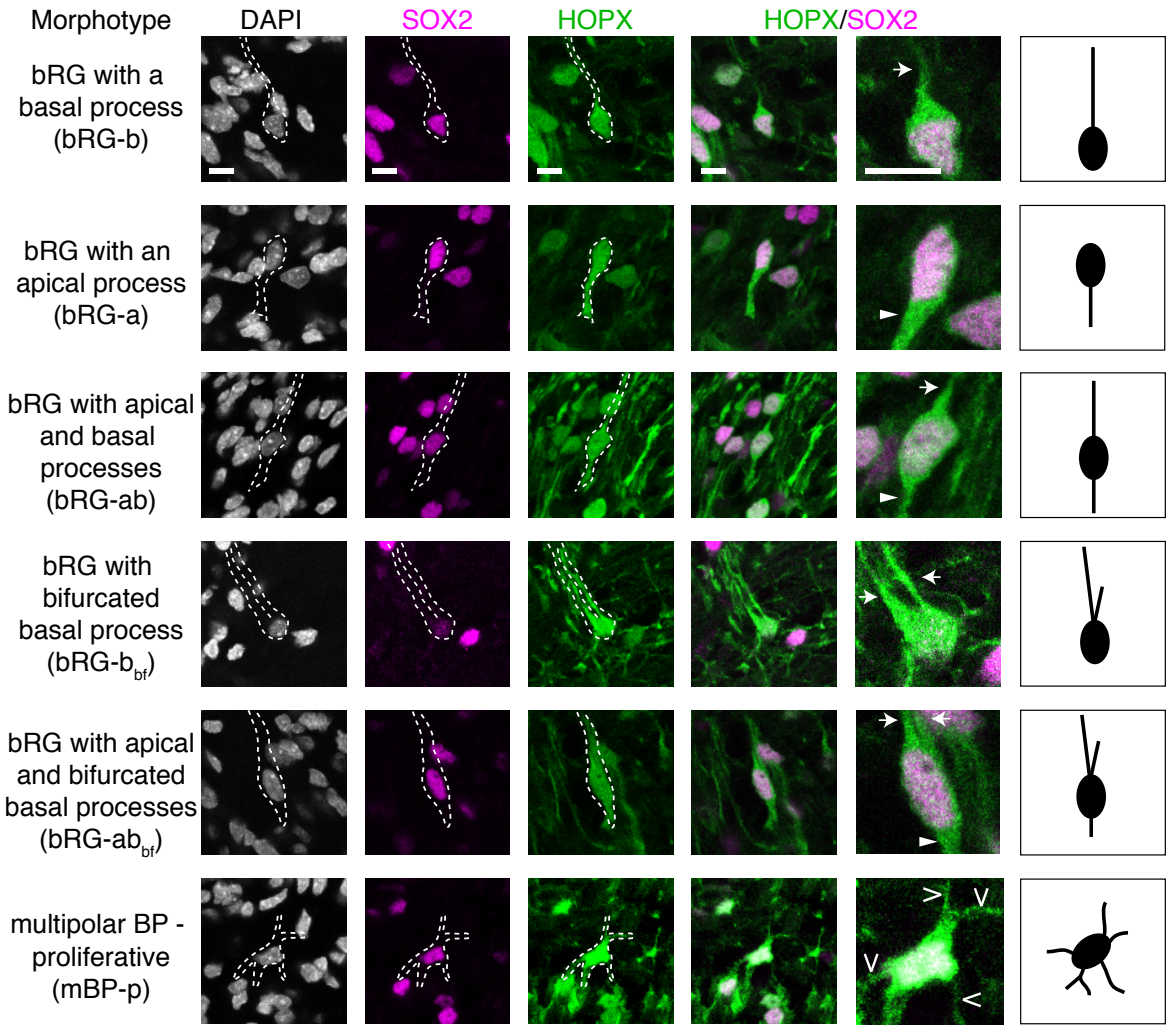 Morphotype DAPI SOX2 HOPX HOPX/SOX2
bRG with a
basal process
(bRG-b)
bRG with an
apical process
(bRG-a)
bRG with apical
and basal
processes
(bRG-ab)
bRG with
bifurcated
basal process
(bRG-bbf)
bRG with apical
and bifurcated
basal processes
(bRG-abbf)
multipolar BP -
proliferative
(mBP-p)